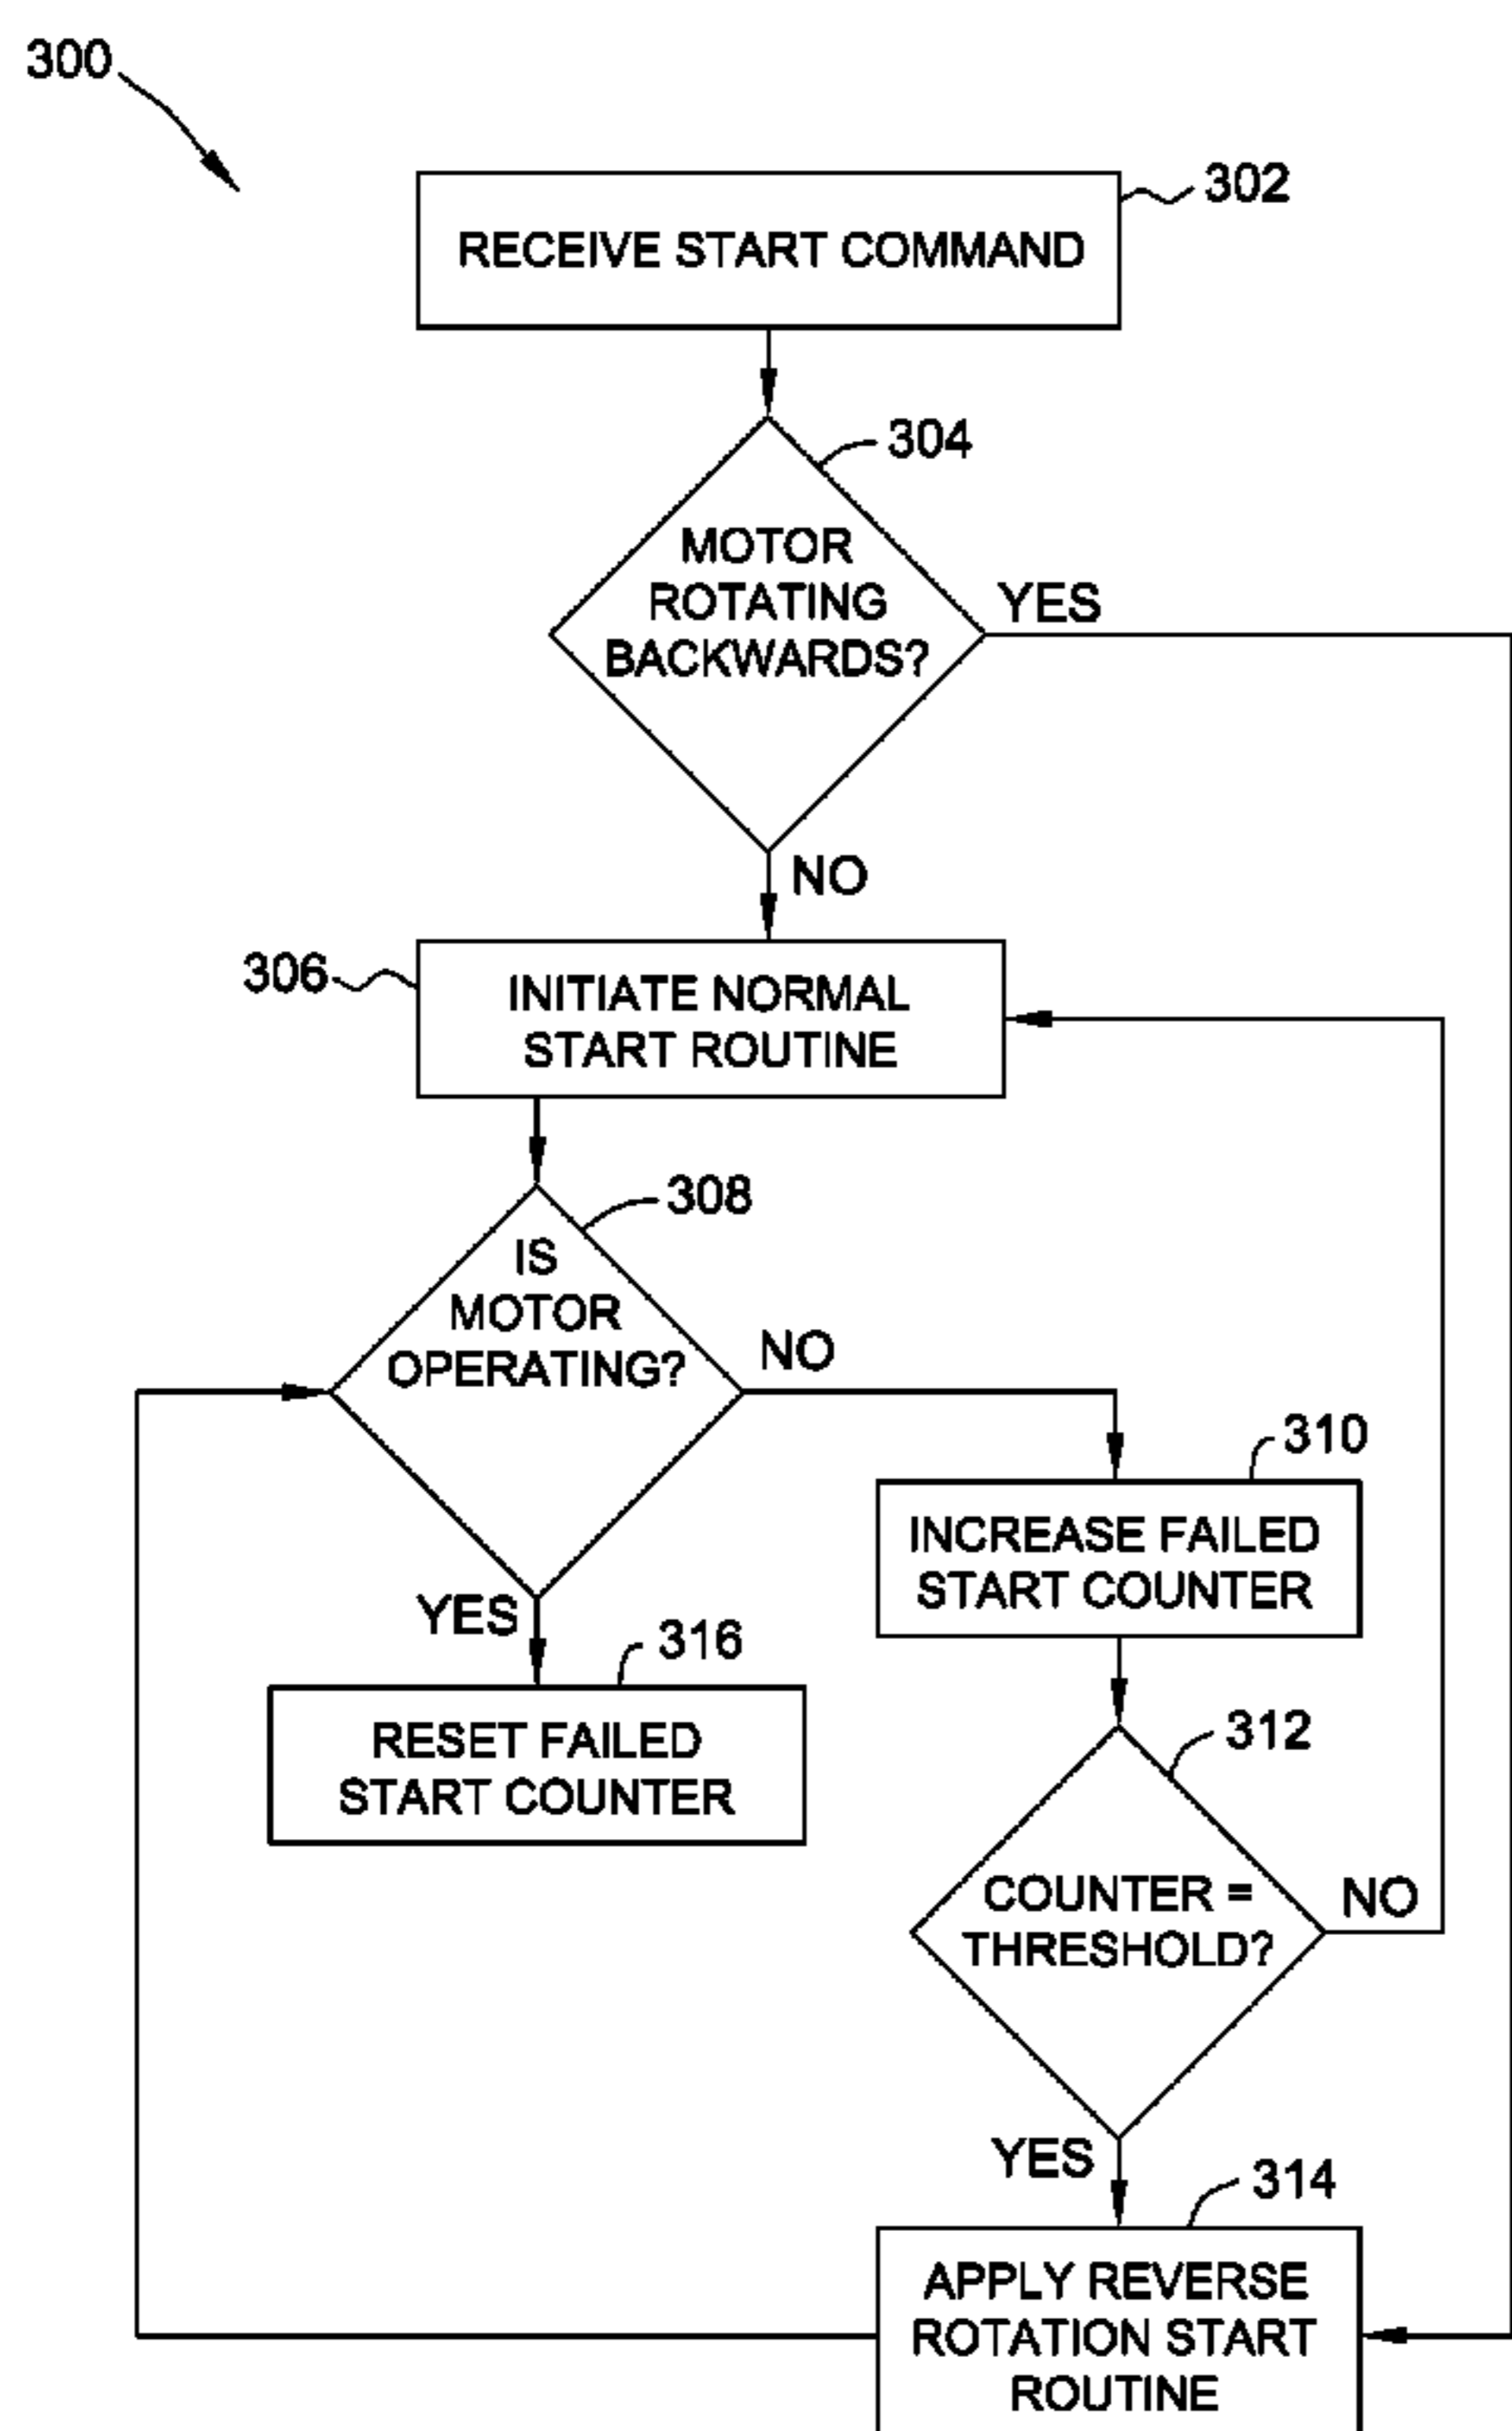 300
302
RECEIVE START COMMAND
304
MOTOR
ROTATING
BACKWARDS?
YES
NO
306
INITIATE NORMAL
START ROUTINE
308
IS
MOTOR
OPERATING?
NO
310
INCREASE FAILED
START COUNTER
YES
316
RESET FAILED
START COUNTER
312
COUNTER =
THRESHOLD?
NO
YES
314
APPLY REVERSE
ROTATION START
ROUTINE